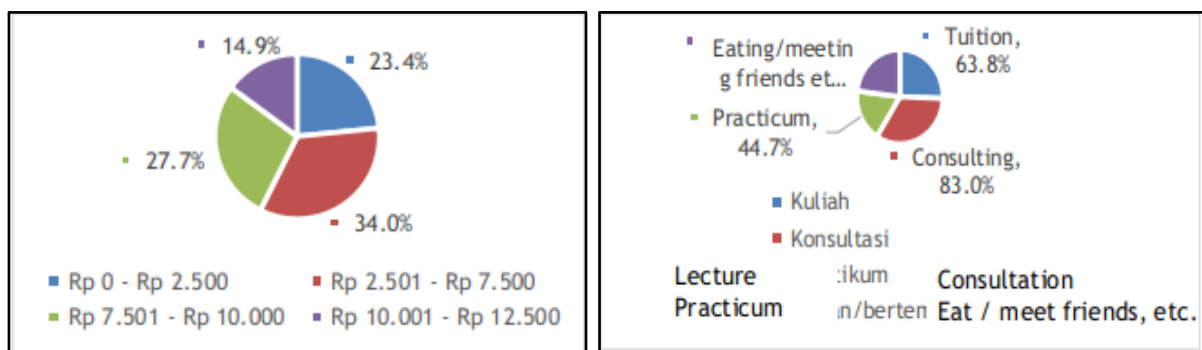 14.9%
23.4%
27.7%
34.0%
Rp 0 - Rp 2.500
Rp 2.501 - Rp 7.500
Rp 7.501 - Rp 10.000
Rp 10.001 - Rp 12.500
Eating/meetin
g friends et...
Tuition,
63.8%
Practicum,
44.7%
Consulting,
83.0%
Kuliah
Konsultasi
Lecture
ikum
Consultation
Practicum
n/berten
Eat / meet friends, etc.